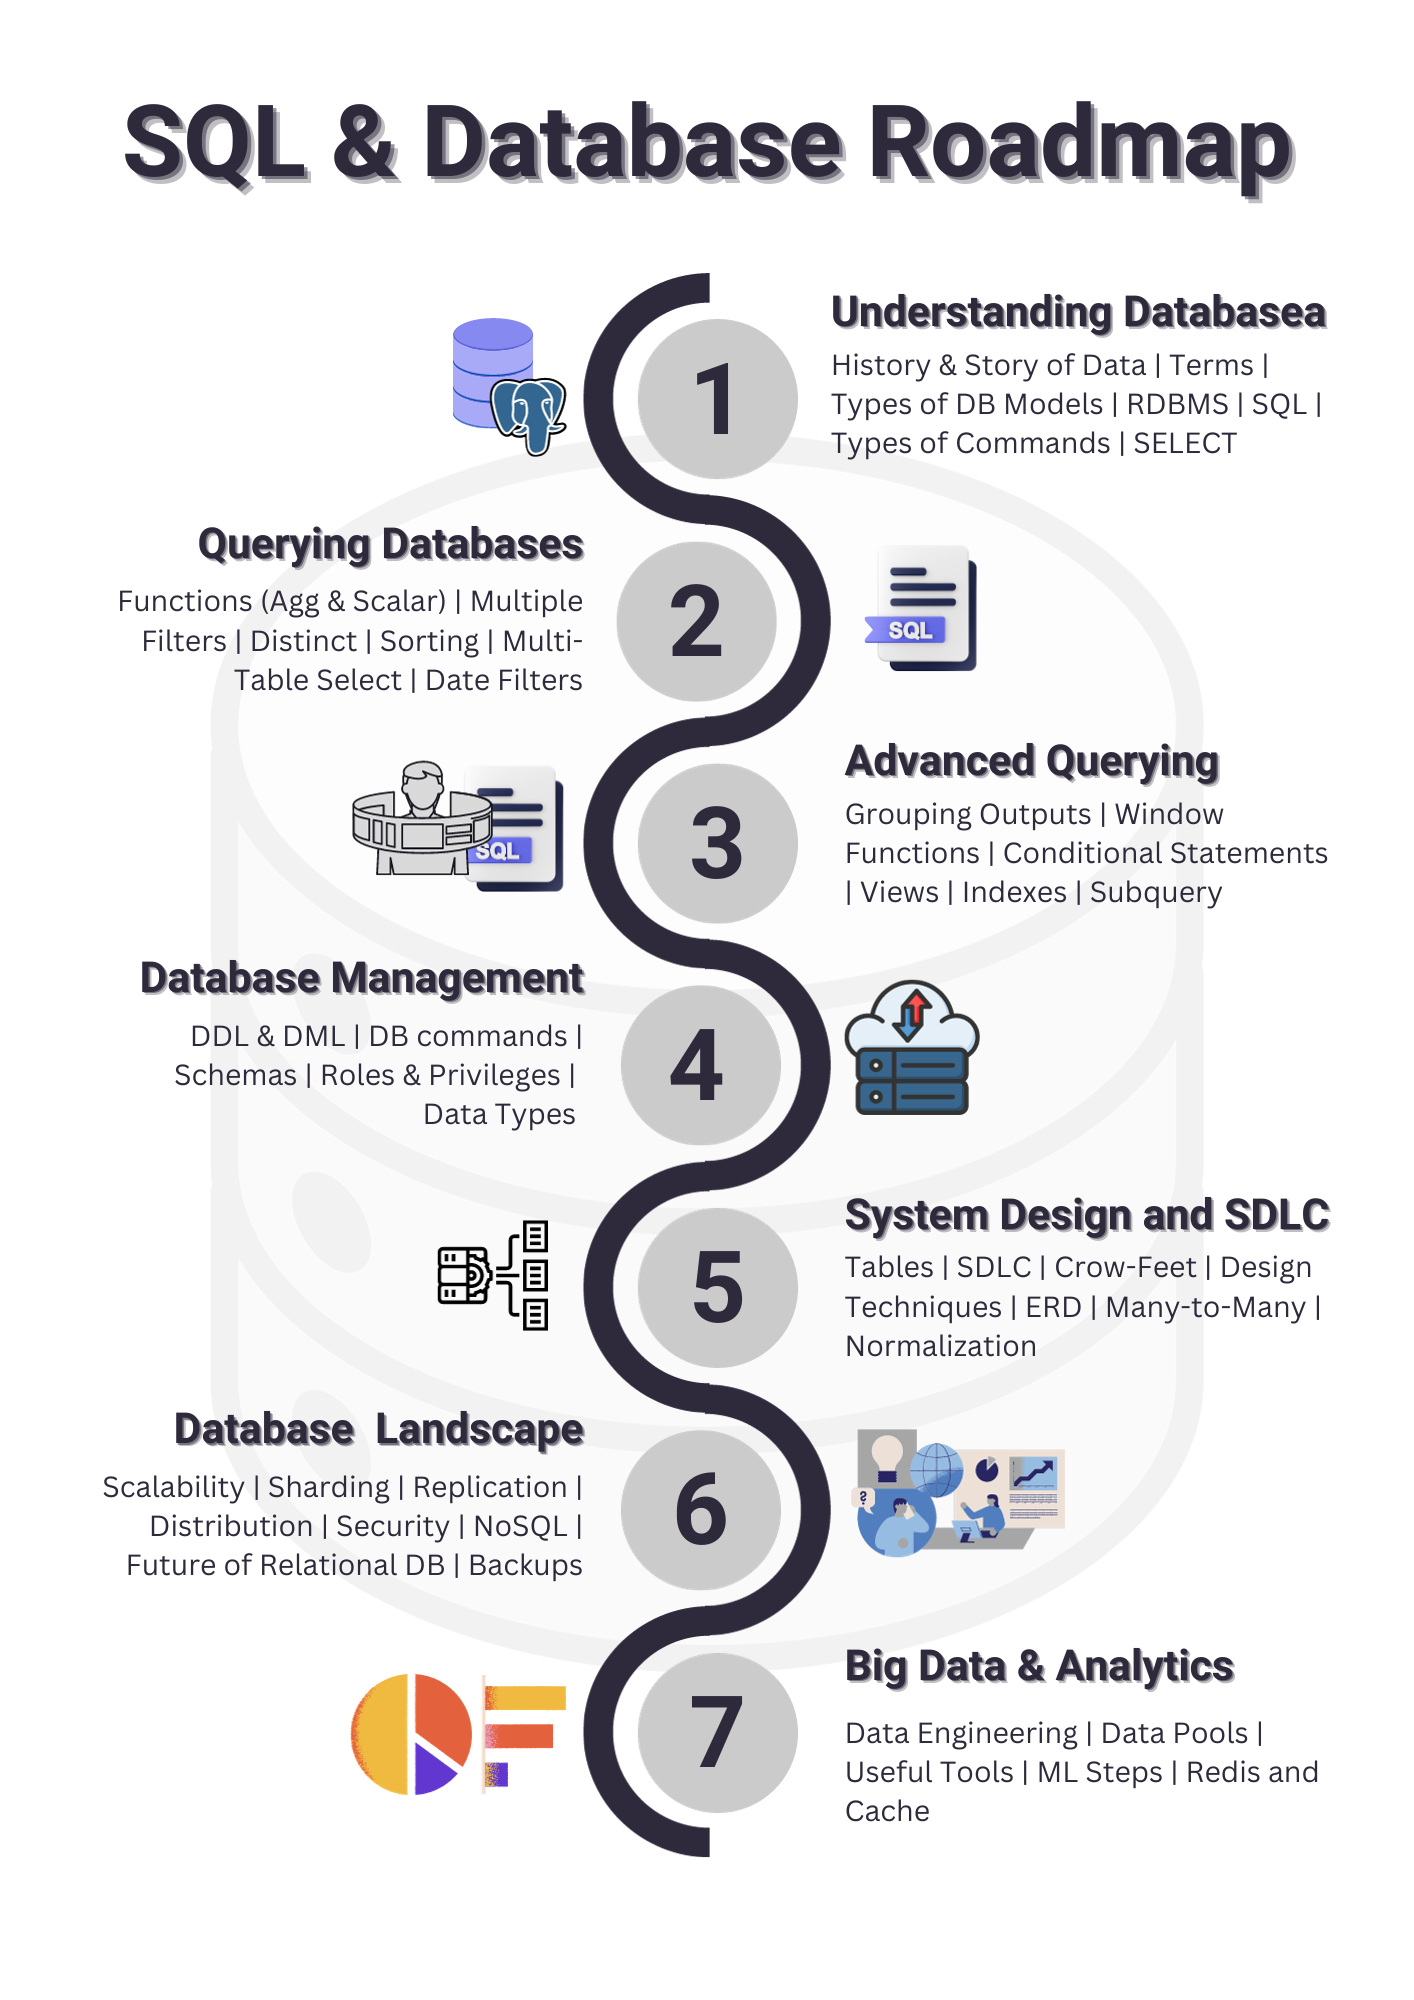 SQL & Database Roadmap
1
Understanding Databasea
History & Story of Data | Terms |
Types of DB Models | RDBMS | SQL |
Types of Commands | SELECT
Querying Databases
Functions (Agg & Scalar) | Multiple
Filters | Distinct | Sorting | Multi-
Table Select | Date Filters
2
SQL
SQL
3
Advanced Querying
Grouping Outputs | Window
Functions | Conditional Statements
| Views | Indexes | Subquery
Database Management
DDL & DML | DB commands |
Schemas | Roles & Privileges |
Data Types
4
5
System Design and SDLC
Tables | SDLC | Crow-Feet | Design
Techniques | ERD | Many-to-Many |
Normalization
Database  Landscape
Scalability | Sharding | Replication |
Distribution | Security | NoSQL |
Future of Relational DB | Backups
6
?
7
Big Data & Analytics
Data Engineering | Data Pools |
Useful Tools | ML Steps | Redis and
Cache